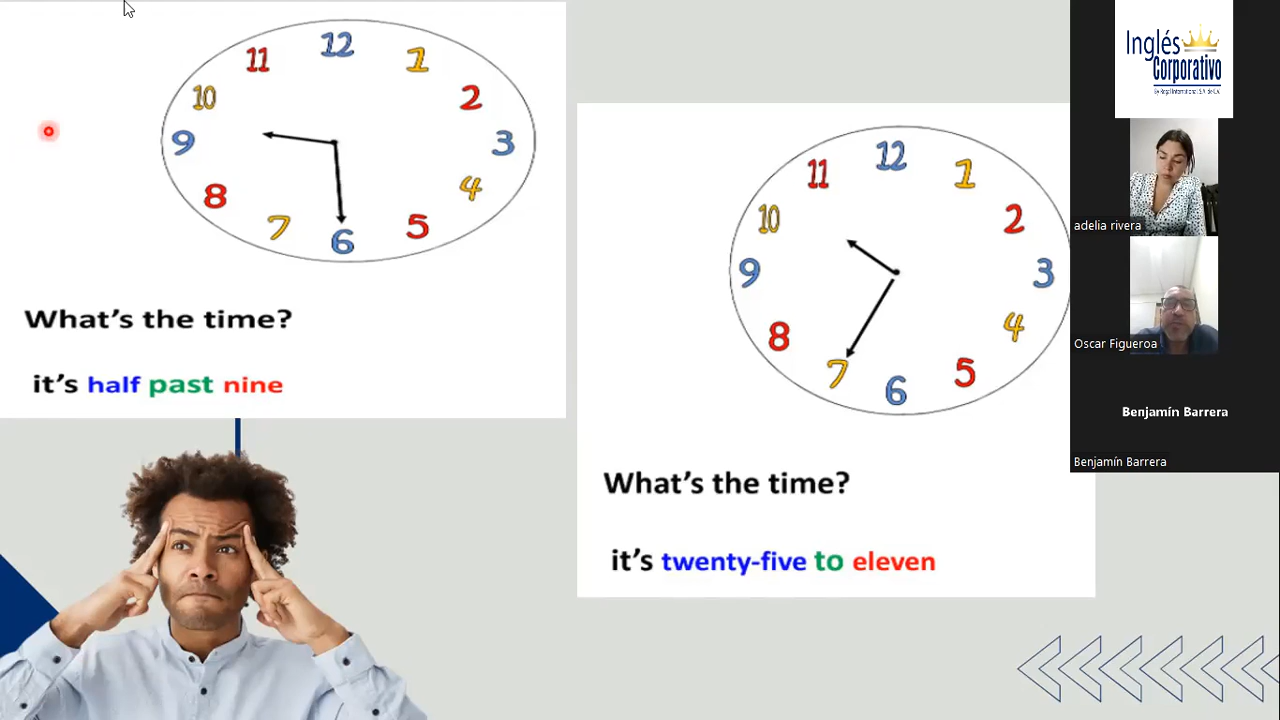 12
11
1
10
2
9
3
8
4
7
5
6
What's the time?
it's half past nine
12
11
1
10
2
9
3
8
4
7
5
6
What's the time?
it's twenty-five to eleven
Inglés
Corporativo
adelia rivera
Oscar Figueroa
Benjamín Barrera
Benjamín Barrera